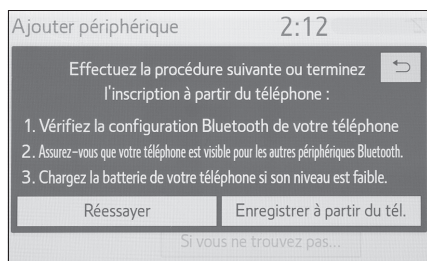 Ajouter périphérique 2:12
Effectuez la procédure suivante ou terminez
l'inscription à partir du téléphone :
1. Vérifiez la configuration Bluetooth de votre téléphone
2. Assurez-vous que votre téléphone est visible pour les autres périphériques Bluetooth.
3. Chargez la batterie de votre téléphone si son niveau est faible.
Réessayer Enregistrer à partir du tél.
Si vous ne trouvez pas...